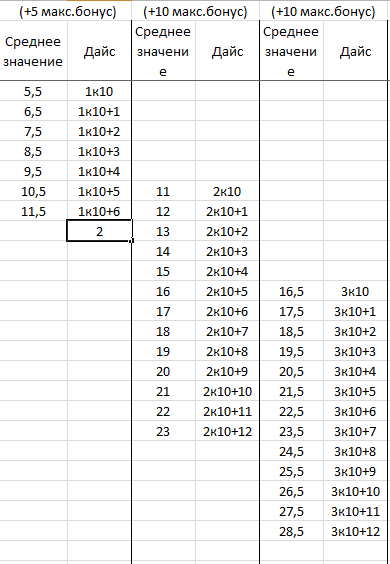 (+5 макс.бонус) (+10 макс.бонус) (+10 макс.бонус)
Среднее значение Дайс Среднее значени е Дайс Среднее значени е Дайс
5,5 1к10
6,5 1к10+1
7,5 1к10+2
8,5 1к10+3
9,5 1к10+4
10,5 1к10+5 11 2к10
11,5 1к10+6 12 2к10+1
2 13 2к10+2
14 2к10+3
15 2к10+4
16 2к10+5 16,5 3к10
17 2к10+6 17,5 3к10+1
18 2к10+7 18,5 3к10+2
19 2к10+8 19,5 3к10+3
20 2к10+9 20,5 3к10+4
21 2к10+10 21,5 3к10+5
22 2к10+11 22,5 3к10+6
23 2к10+12 23,5 3к10+7
24,5 3к10+8
25,5 3к10+9
26,5 3к10+10
27,5 3к10+11
28,5 3к10+12